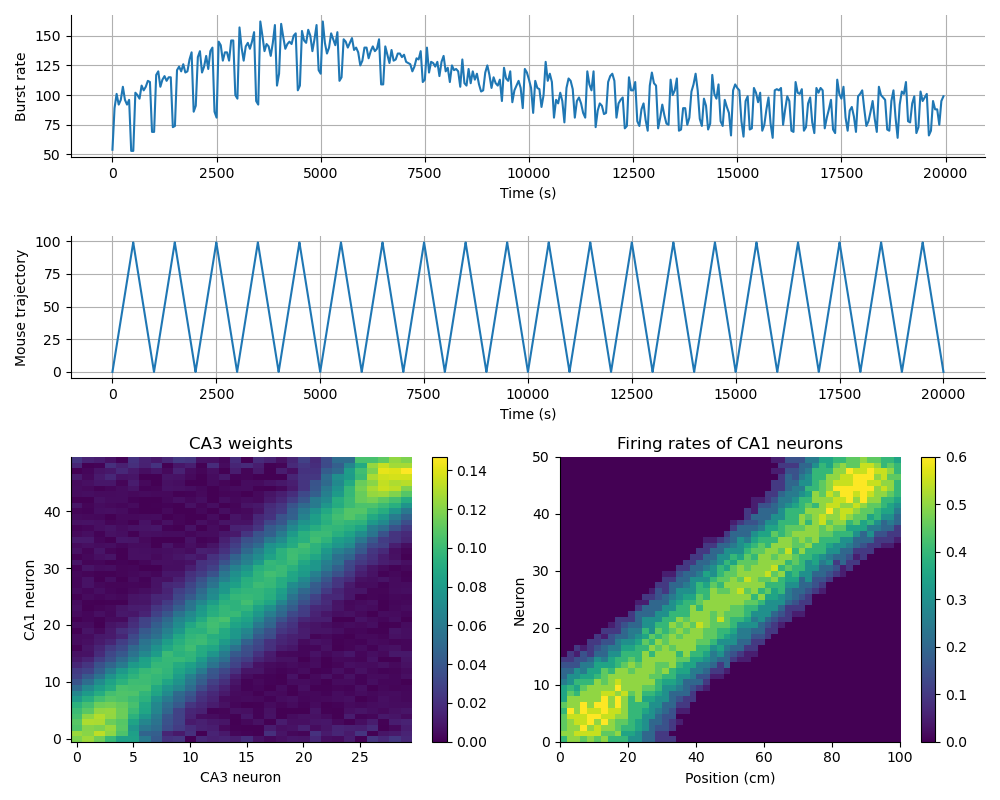 Burst rate
150
125
100
75
50
0 2500 5000 7500 10000 12500 15000 17500 20000
Time (s)
Mouse trajectory
100
75
50
25
0
0 2500 5000 7500 10000 12500 15000 17500 20000
Time (s)
CA3 weights
CA1 neuron
40
30
20
10
0
0 5 10 15 20 25
CA3 neuron
0.14
0.12
0.10
0.08
0.06
0.04
0.02
0.00
Firing rates of CA1 neurons
Neuron
50
40
30
20
10
0
0 20 40 60 80 100
Position (cm)
0.6
0.5
0.4
0.3
0.2
0.1
0.0